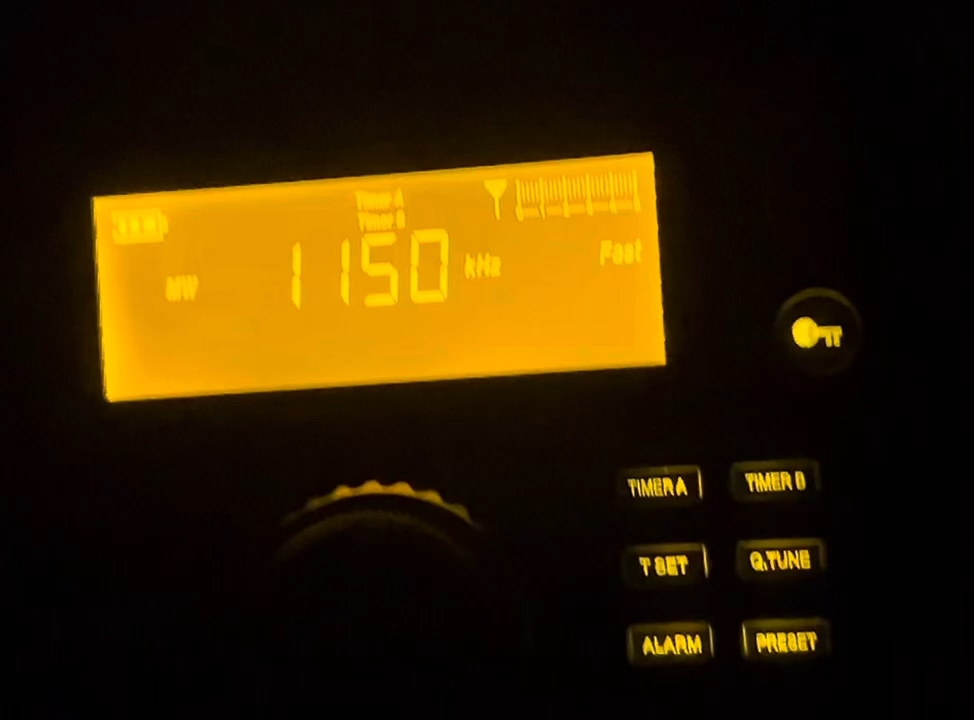 Timer A
Timer B
MW 1150 kHz Fast
TIMER A TIMER B
T SET Q.TUNE
ALARM PRESET